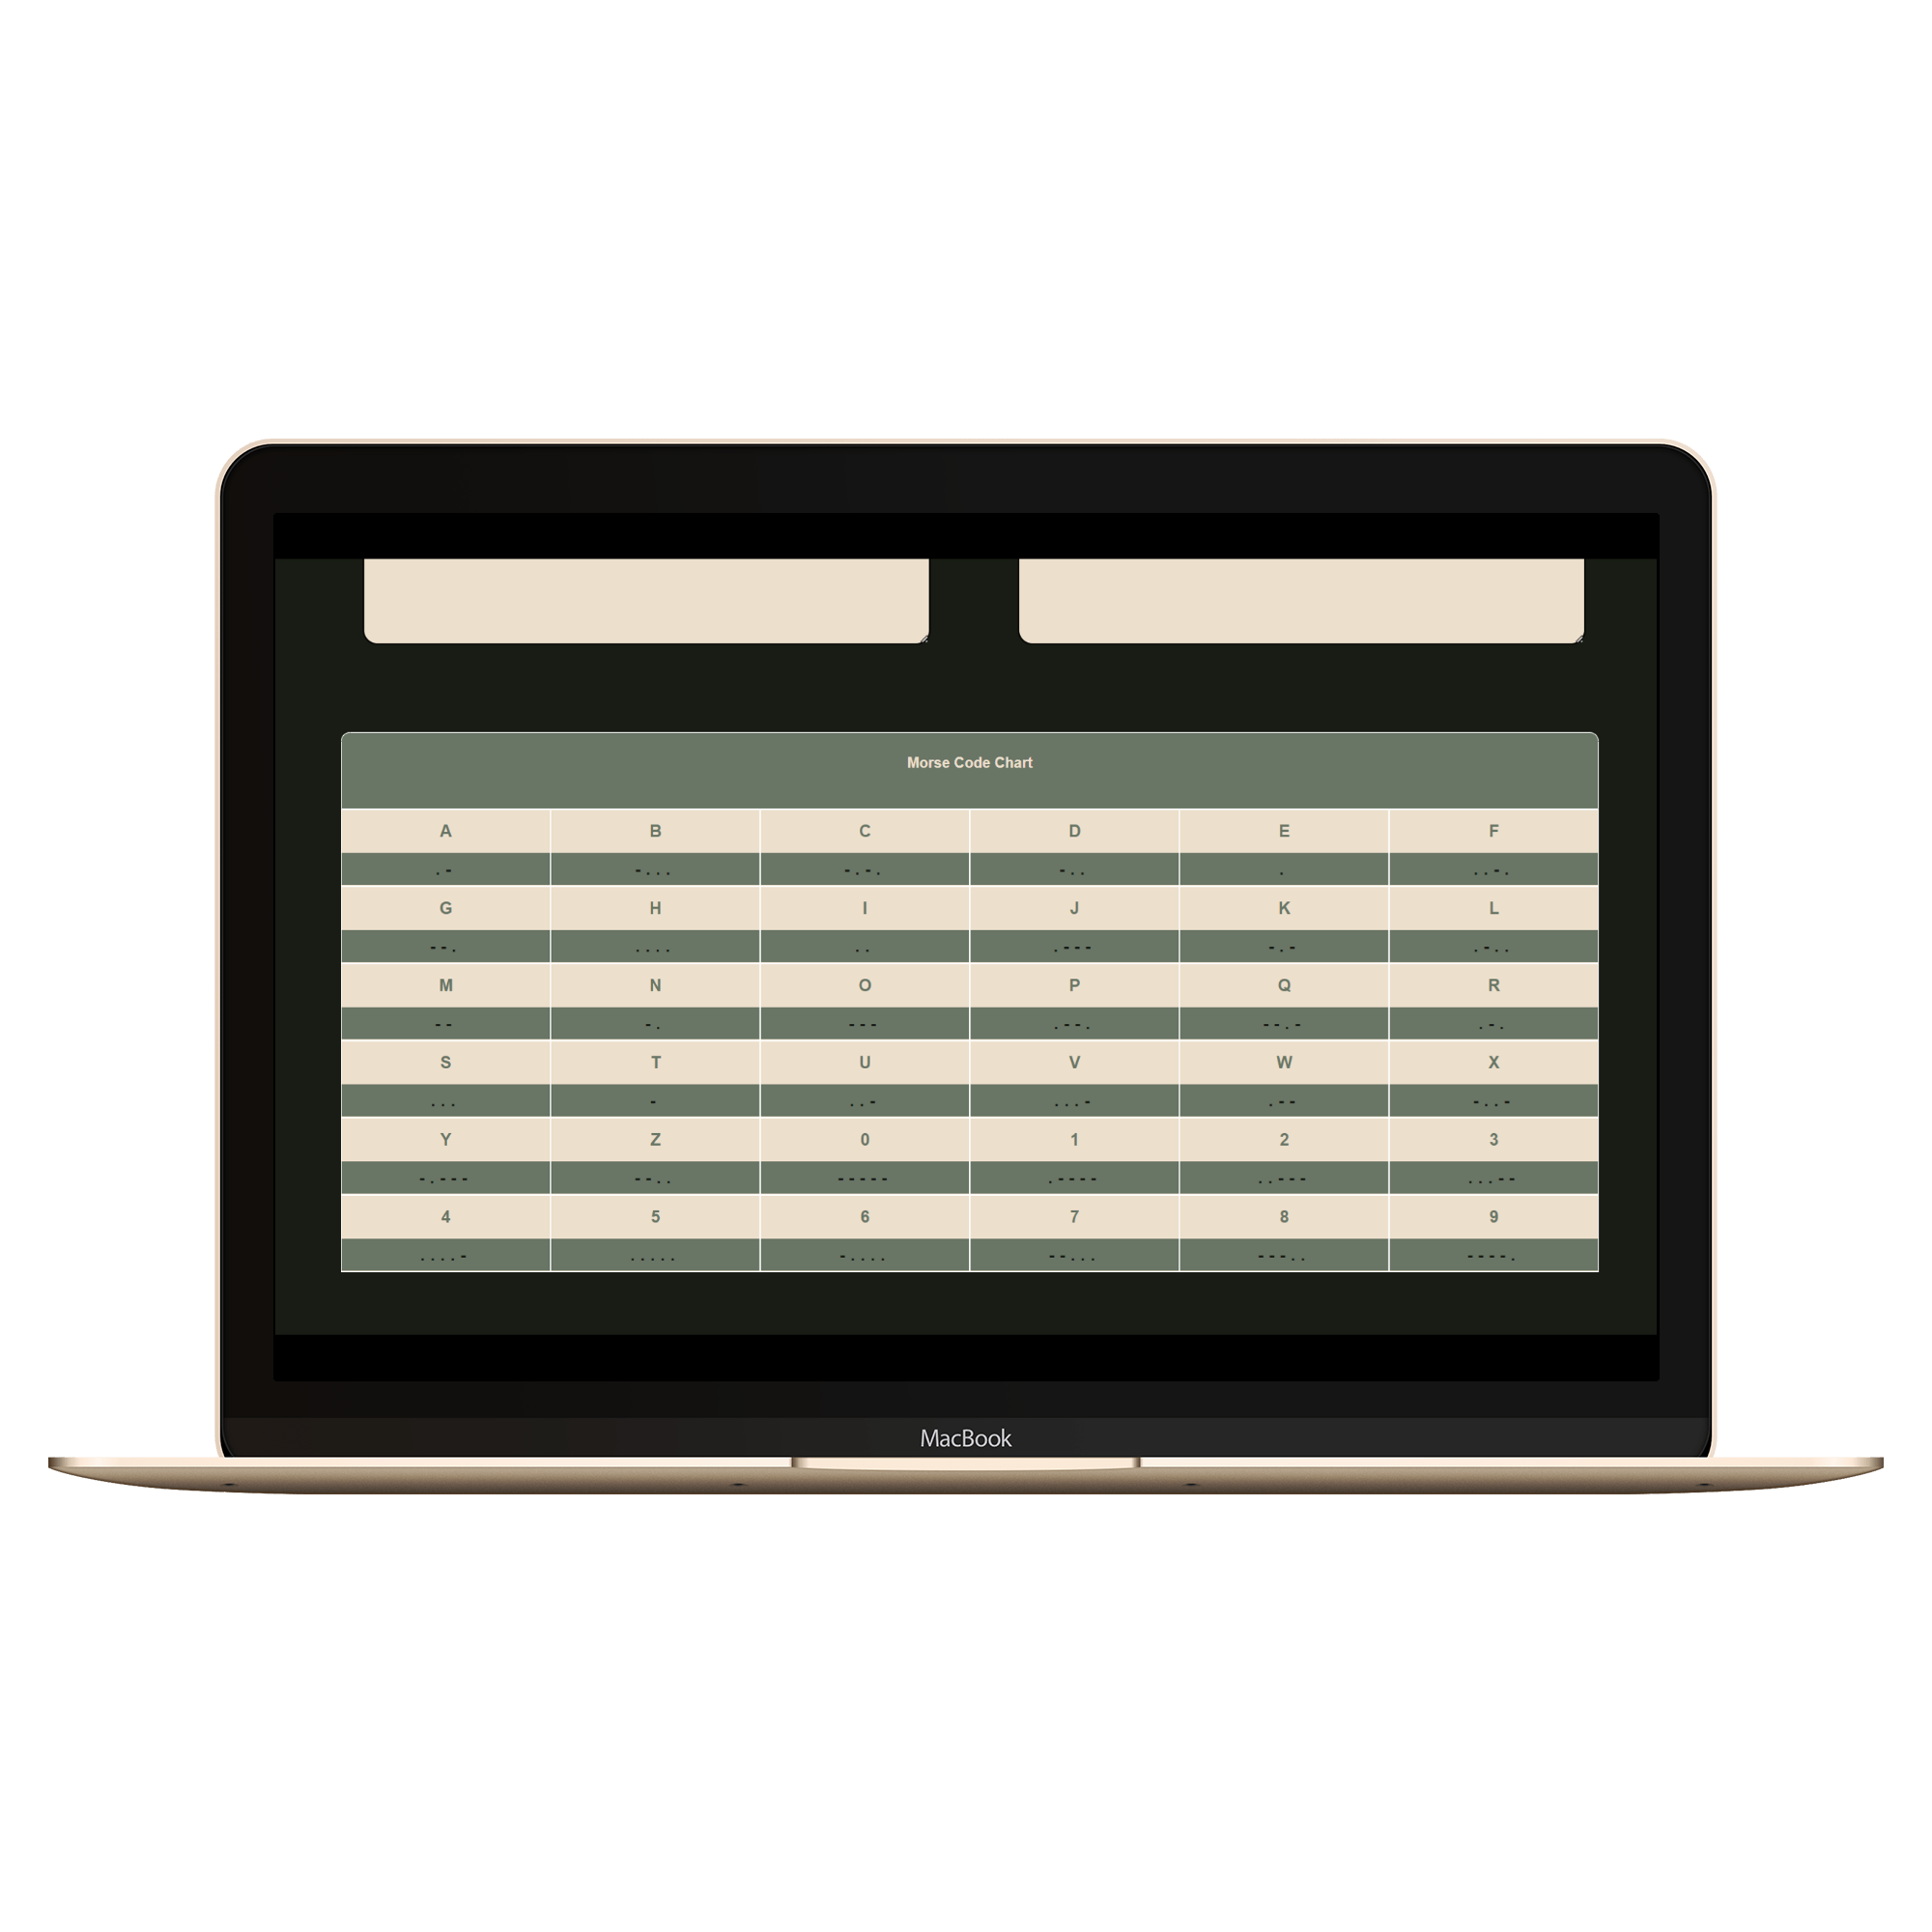 Morse Code Chart
A B C D E F
.- -... -.-. -.. . ..-.
G H I J K L
--. .... .. .--- -.- .-..
M N O P Q R
-- -. --- .--. --.- .-.
S T U V W X
... - ..- ...- .-- -..-
Y Z 0 1 2 3
-.--- --.. ----- .---- ..--- ...--
4 5 6 7 8 9
....- ..... -.... --... ---.. ----.
MacBook